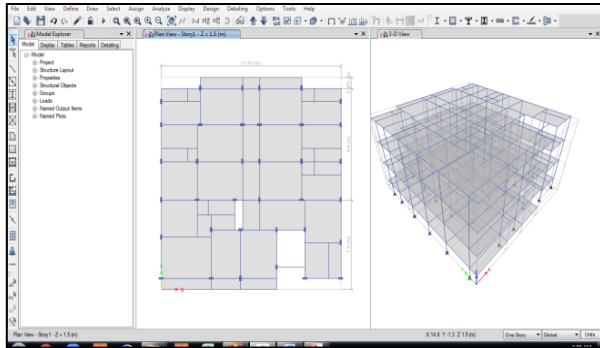 File Edit View Define Draw Select Assign Analyze Display Design Detailing Options Tools Help
Model Explorer
Plan View - Story1 - Z = 1.5 (m)
3-D View
Model Display Tables Reports Detailing
Model
Project
Structure Layout
Properties
Structural Objects
Groups
Loads
Named Output Items
Named Plots
Plan View - Story1 - Z = 1.5 (m)
X 14.8 Y -1.3 Z 1.5 (m)
One Story
Global
Units